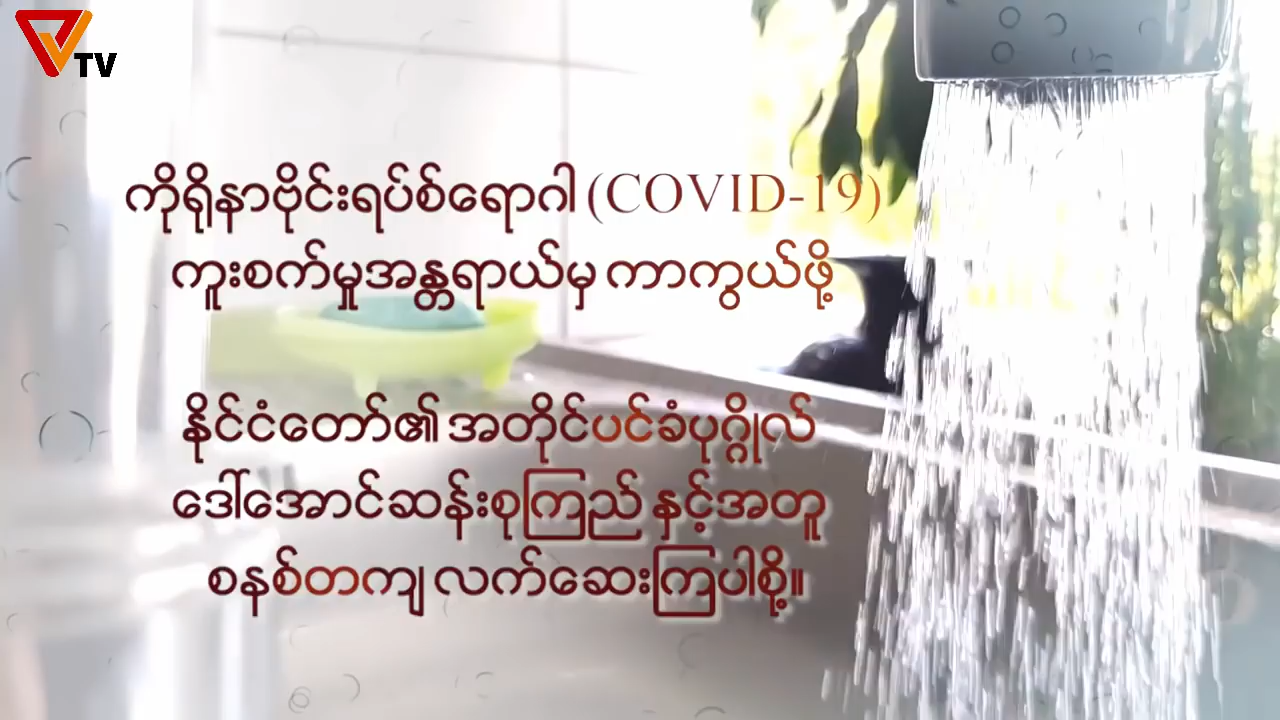 TV
ကိုရိုနာဗိုင်းရပ်စ်ရောဂါ (COVID-19)
ကူးစက်မှုအန္တရာယ်မှ ကာကွယ်ဖို့
နိုင်ငံတော်၏ အတိုင်ပင်ခံပုဂ္ဂိုလ်
ဒေါ်အောင်ဆန်းစုကြည် နှင့်အတူ
စနစ်တကျ လက်ဆေးကြပါစို့။